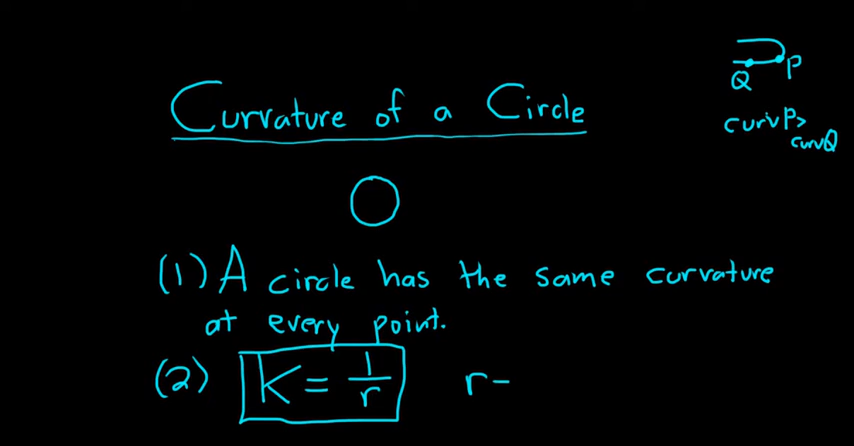 Curvature of a Circle
Q P
curv P>
curv Q
(1) A circle has the same curvature
at every point.
(2) K = 1/r r-